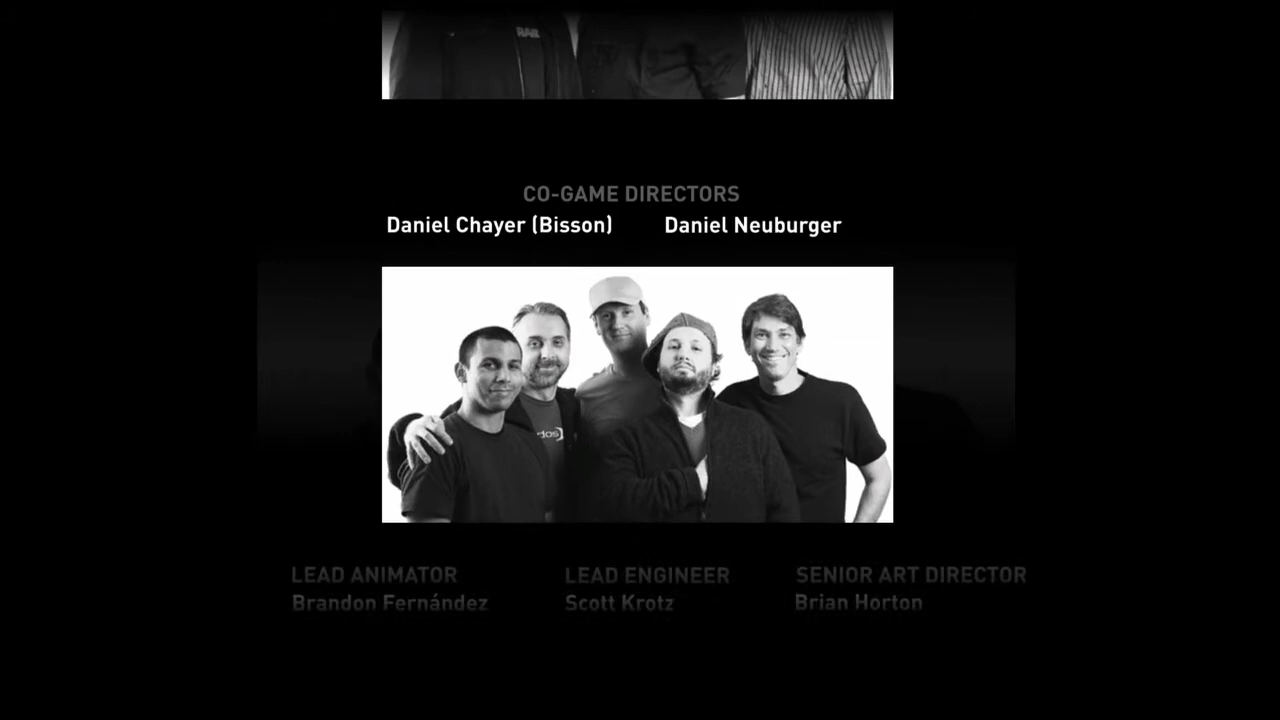 CO-GAME DIRECTORS
Daniel Chayer (Bisson) Daniel Neuburger
LEAD ANIMATOR LEAD ENGINEER SENIOR ART DIRECTOR
Brandon Fernández Scott Krotz Brian Horton